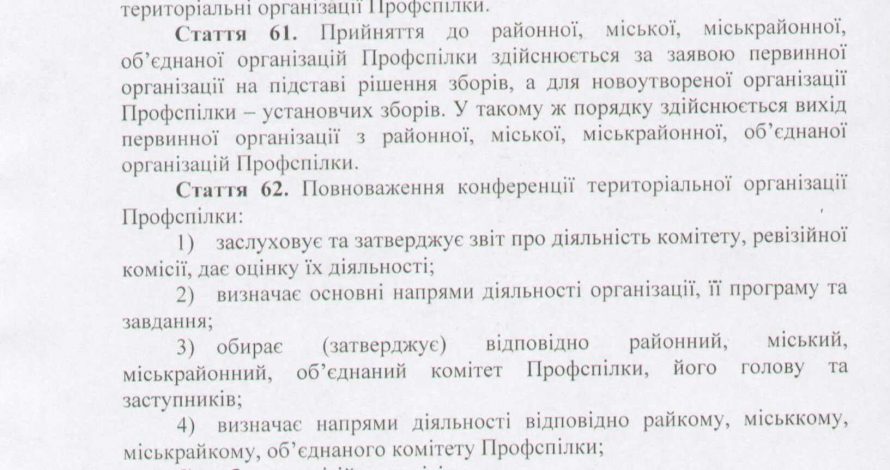 територіальні організації Профспілки.
Стаття 61. Прийняття до районної, міської, міськрайонної,
об’єднаної організацій Профспілки здійснюється за заявою первинної
організації на підставі рішення зборів, а для новоутвореної організації
Профспілки – установчих зборів. У такому ж порядку здійснюється вихід
первинної організації з районної, міської, міськрайонної, об’єднаної
організацій Профспілки.
Стаття 62. Повноваження конференції територіальної організації
Профспілки:
1) заслуховує та затверджує звіт про діяльність комітету, ревізійної
комісії, дає оцінку їх діяльності;
2) визначає основні напрями діяльності організації, її програму та
завдання;
3) обирає (затверджує) відповідно районний, міський,
міськрайонний, об’єднаний комітет Профспілки, його голову та
заступників;
4) визначає напрями діяльності відповідно райкому, міськкому,
міськрайкому, об’єднаного комітету Профспілки;